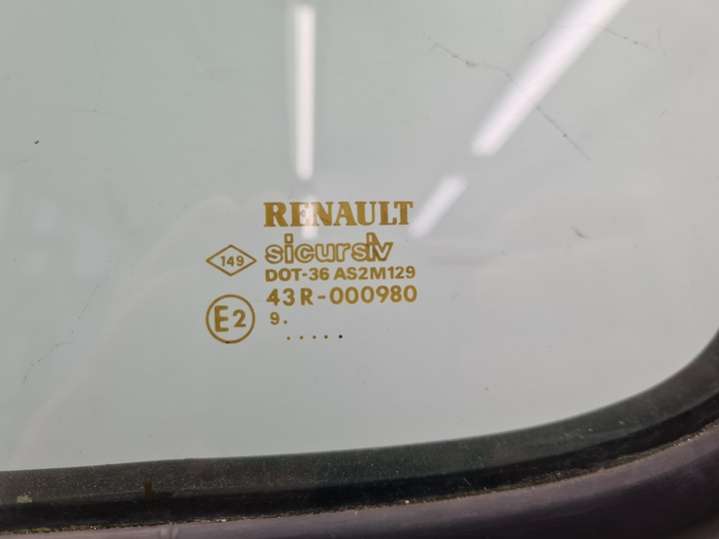 RENAULT
149
sicursiv
DOT-36 AS2M129
43R-000980
E2
9. .....